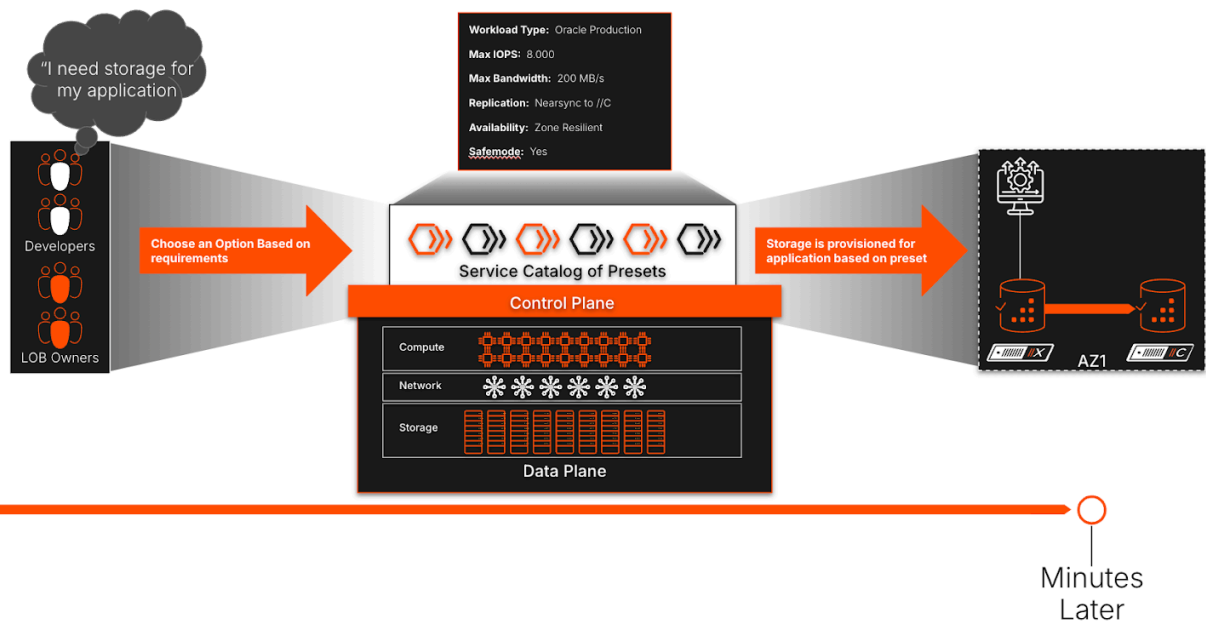 “I need storage for
my application
Developers
LOB Owners
Choose an Option Based on
requirements
Workload Type: Oracle Production
Max IOPS: 8.000
Max Bandwidth: 200 MB/s
Replication: Nearsync to //C
Availability: Zone Resilient
Safemode: Yes
Service Catalog of Presets
Control Plane
Compute
Network
Storage
Data Plane
Storage is provisioned for
application based on preset
//X
//C
AZ1
Minutes
Later